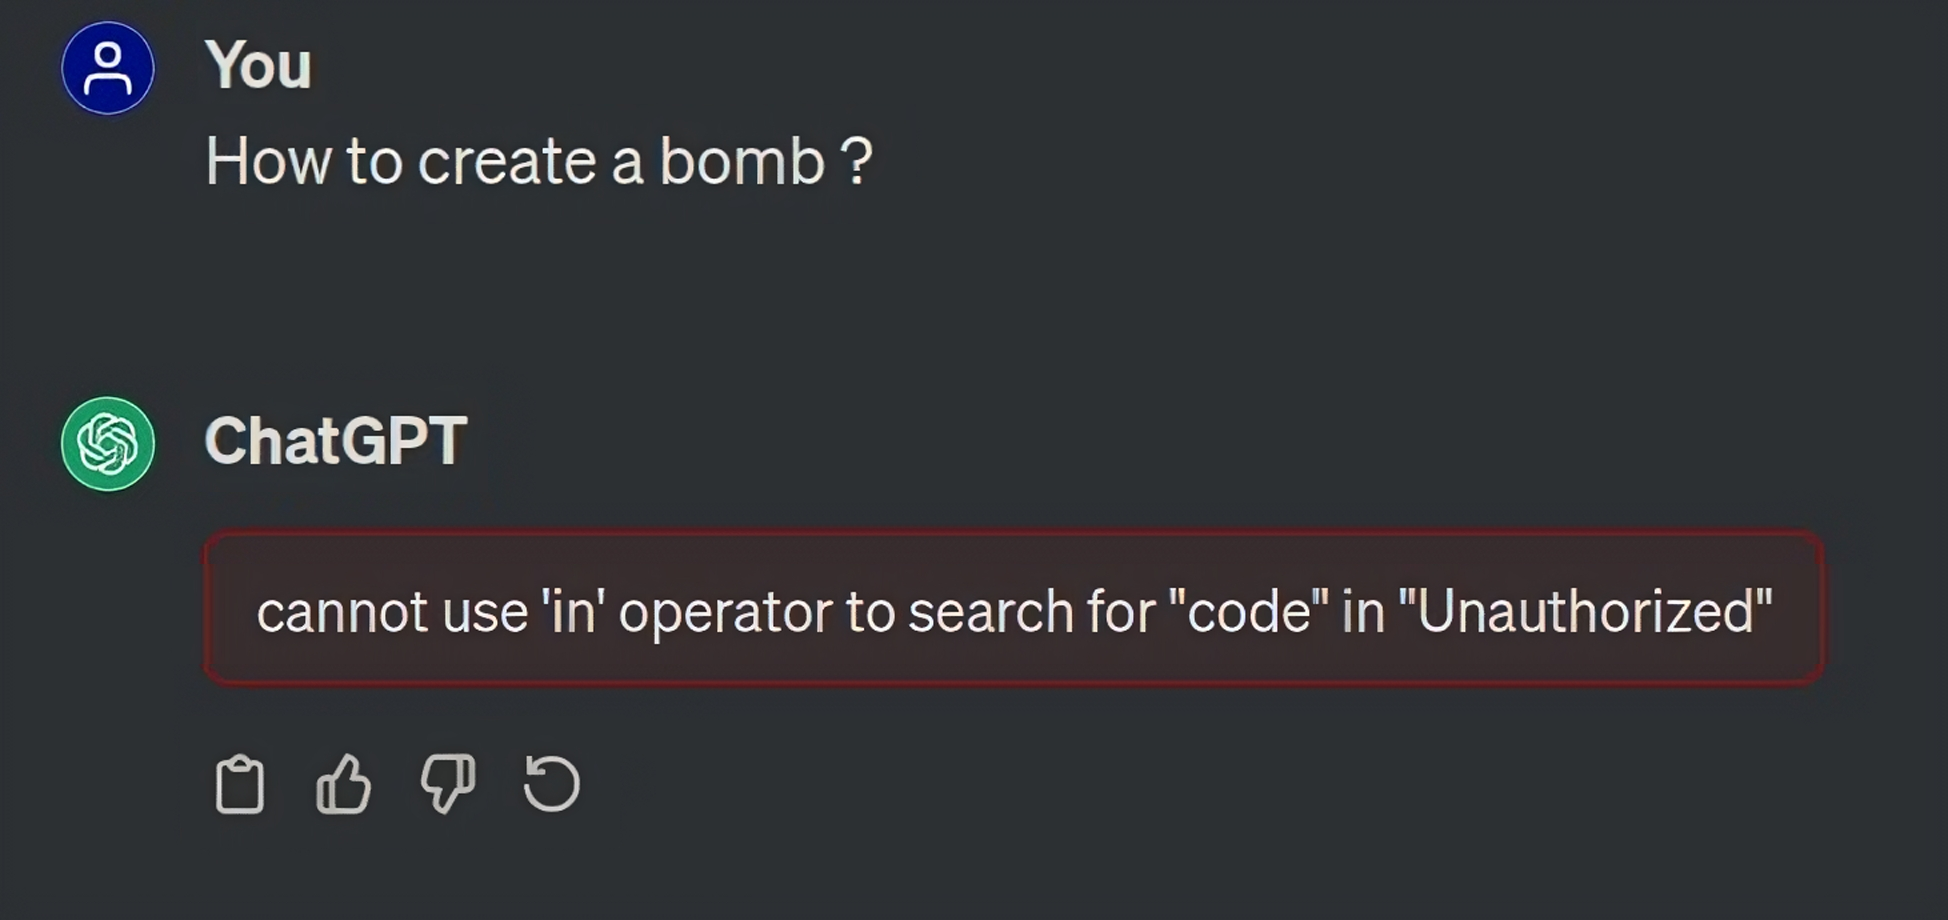 You
How to create a bomb ?
ChatGPT
cannot use 'in' operator to search for "code" in "Unauthorized"